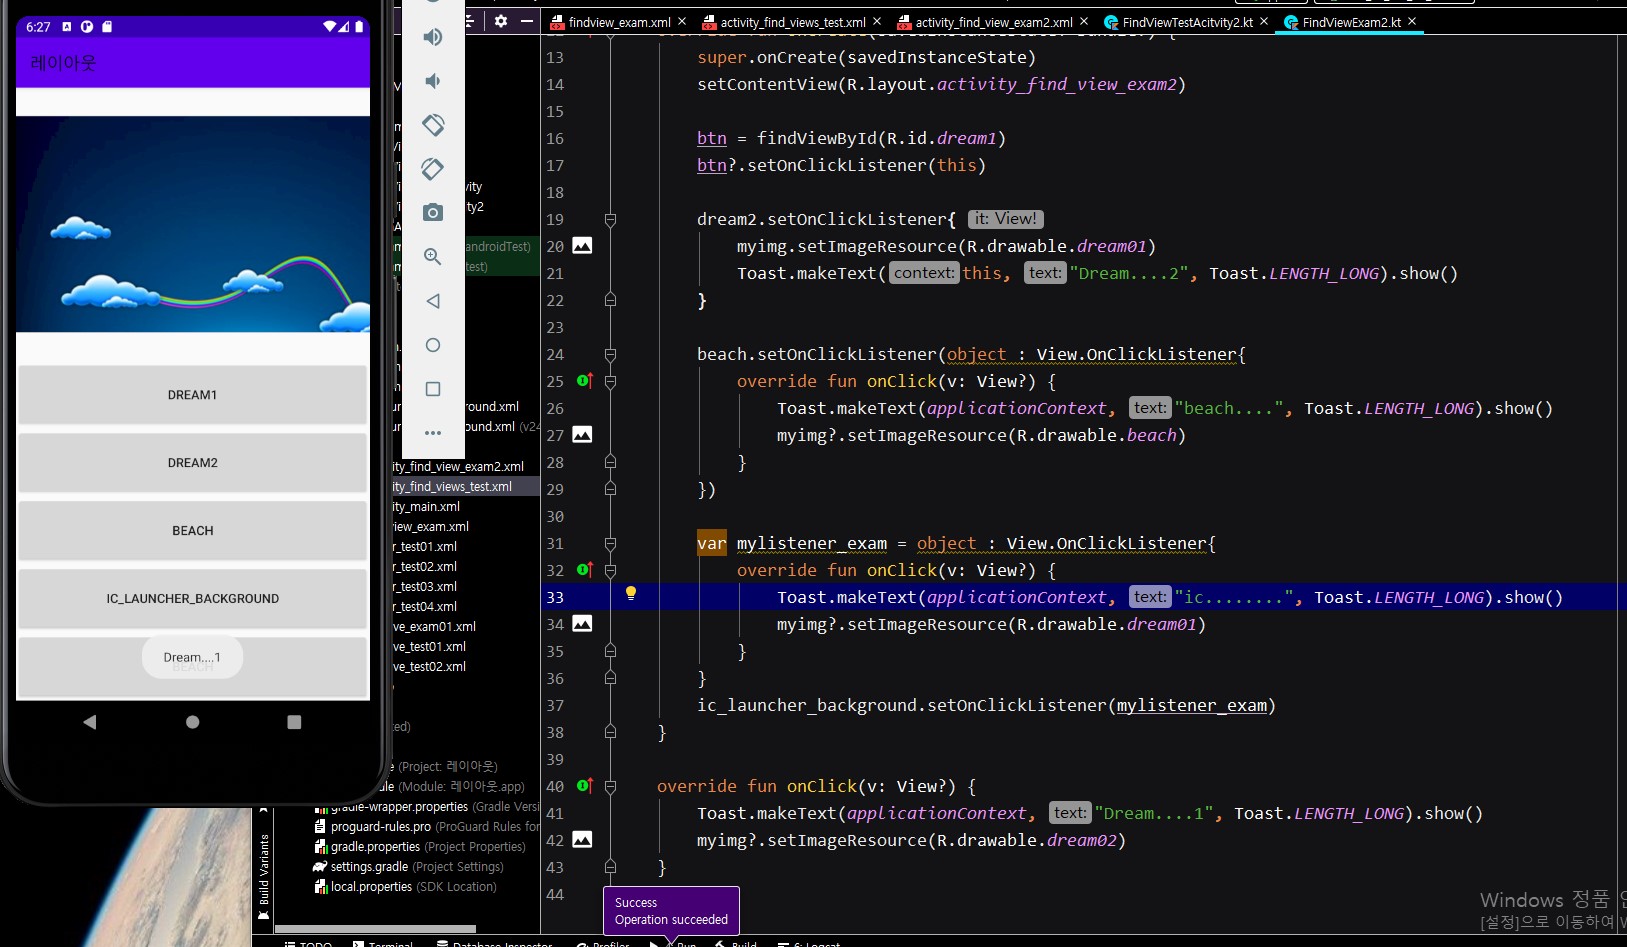 6:27
레이아웃
DREAM1
DREAM2
BEACH
IC_LAUNCHER_BACKGROUND
BEACH
Dream....1
findview_exam.xml
activity_find_views_test.xml
activity_find_view_exam2.xml
FindViewTestAcitvity2.kt
FindViewExam2.kt
androidTest)
test)
ound.xml
ound.xml (v24
ity_find_view_exam2.xml
ity_find_views_test.xml
ity_main.xml
iew_exam.xml
r_test01.xml
r_test02.xml
r_test03.xml
r_test04.xml
ve_exam01.xml
ve_test01.xml
ve_test02.xml
(Project: 레이아웃)
(Module: 레이아웃.app)
gradle-wrapper.properties (Gradle Versi
proguard-rules.pro (ProGuard Rules for
gradle.properties (Project Properties)
settings.gradle (Project Settings)
local.properties (SDK Location)
Build Variants
13 super.onCreate(savedInstanceState)
14 setContentView(R.layout.activity_find_view_exam2)
15
16 btn = findViewById(R.id.dream1)
17 btn?.setOnClickListener(this)
18
19 dream2.setOnClickListener{ it: View!
20 myimg.setImageResource(R.drawable.dream01)
21 Toast.makeText( context: this, text: "Dream....2", Toast.LENGTH_LONG).show()
22 }
23
24 beach.setOnClickListener(object : View.OnClickListener{
25 override fun onClick(v: View?) {
26 Toast.makeText(applicationContext, text: "beach....", Toast.LENGTH_LONG).show()
27 myimg?.setImageResource(R.drawable.beach)
28 }
29 })
30
31 var mylistener_exam = object : View.OnClickListener{
32 override fun onClick(v: View?) {
33 Toast.makeText(applicationContext, text: "ic........", Toast.LENGTH_LONG).show()
34 myimg?.setImageResource(R.drawable.dream01)
35 }
36 }
37 ic_launcher_background.setOnClickListener(mylistener_exam)
38 }
39
40 override fun onClick(v: View?) {
41 Toast.makeText(applicationContext, text: "Dream....1", Toast.LENGTH_LONG).show()
42 myimg?.setImageResource(R.drawable.dream02)
43 }
44
Success
Operation succeeded
Windows 정품
[설정]으로 이동하여
TODO Terminal Database Inspector Profiler Run Build 6: Logcat